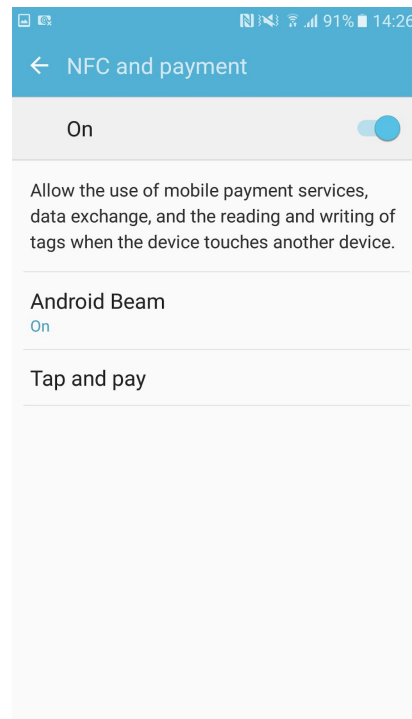 91% 14:26
NFC and payment
On
Allow the use of mobile payment services,
data exchange, and the reading and writing of
tags when the device touches another device.
Android Beam
On
Tap and pay